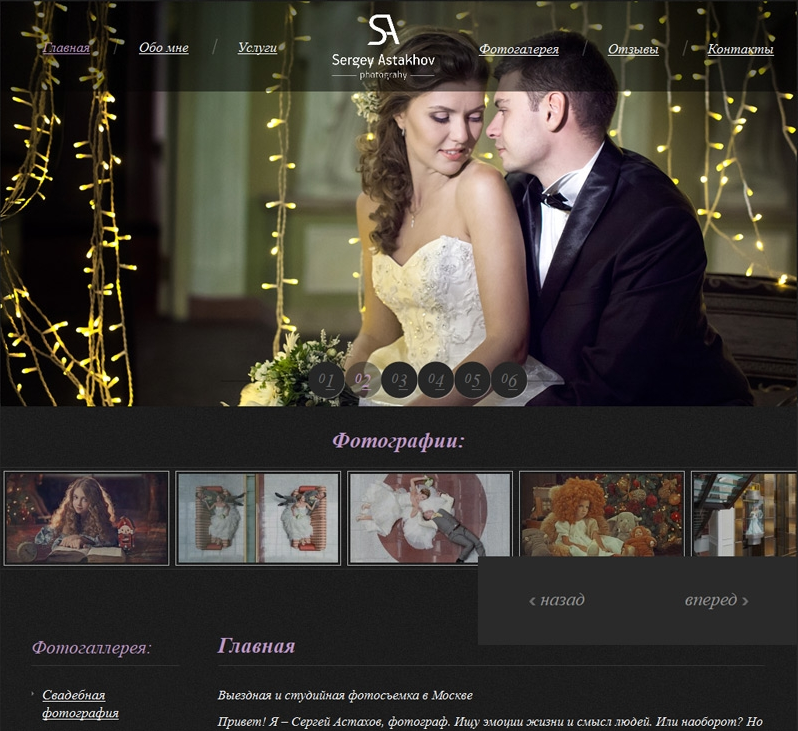 Главная / Обо мне / Услуги
SA
Sergey Astakhov
photograhy
Фотогалерея / Отзывы / Контакты
01 02 03 04 05 06
Фотографии:
‹ назад
вперед ›
Фотогаллерея:
Свадебная
фотография
Главная
Выездная и студийная фотосъемка в Москве
Привет! Я – Сергей Астахов, фотограф. Ищу эмоции жизни и смысл людей. Или наоборот? Но